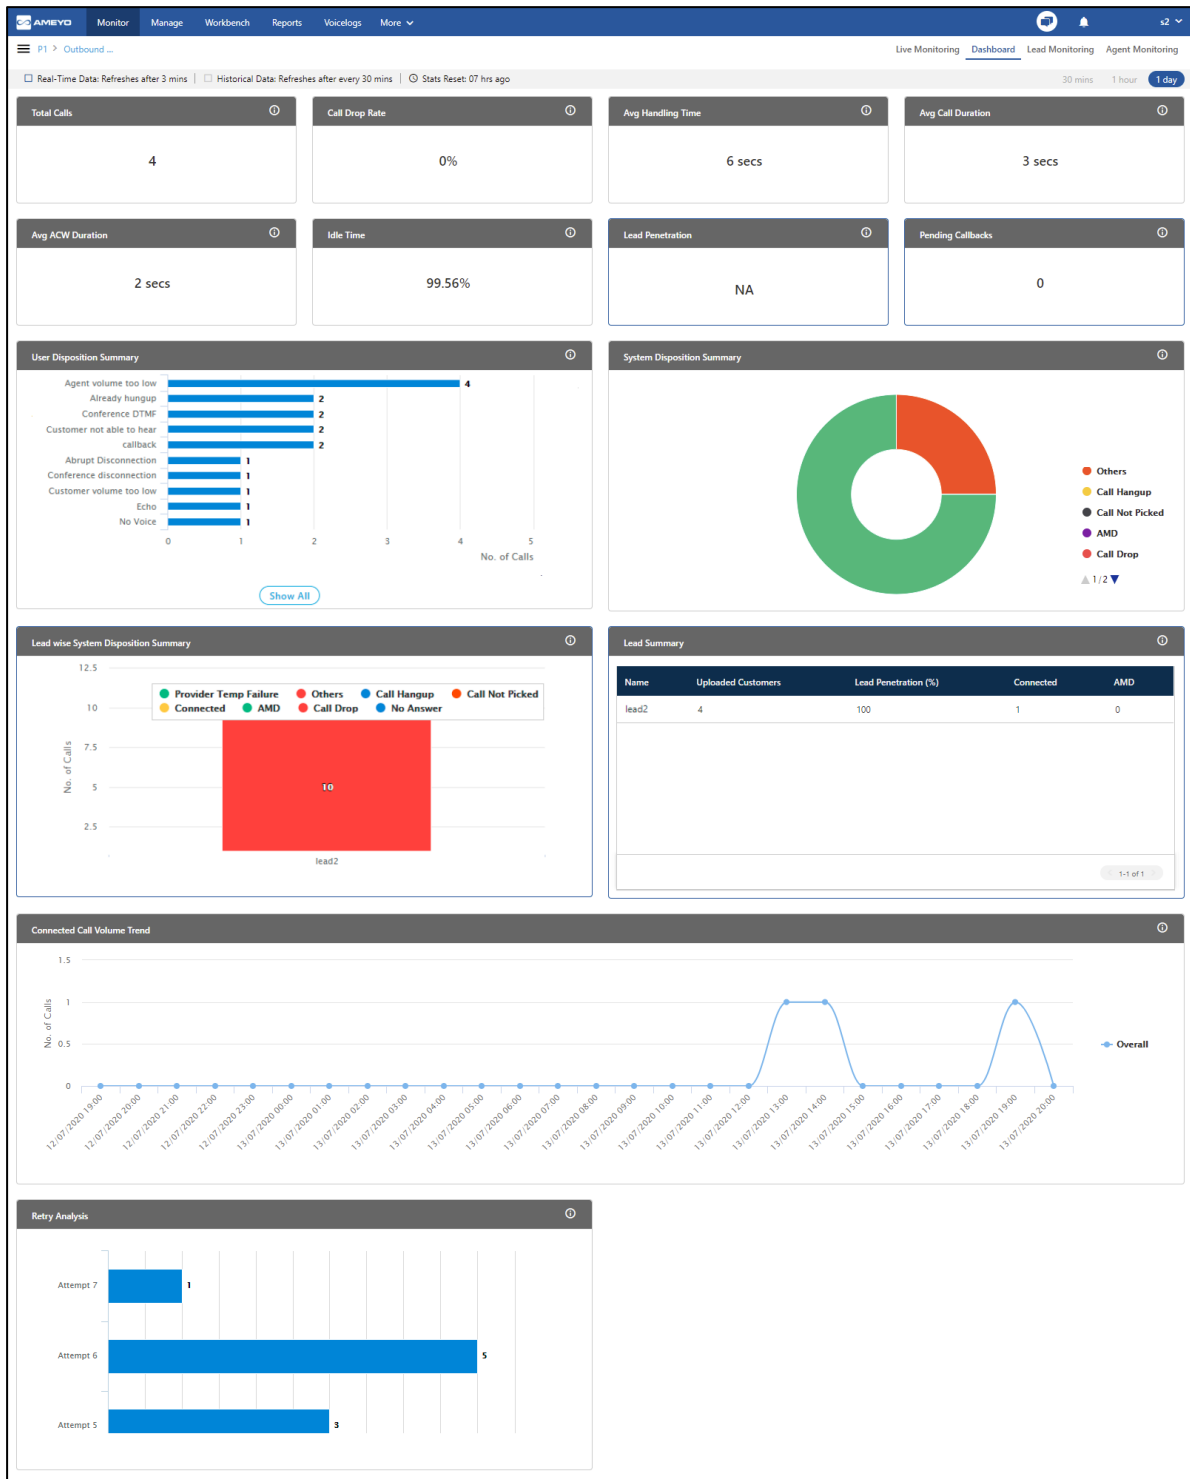 AMEYO Monitor Manage Workbench Reports Voicelogs More s2
P1 > Outbound ... Live Monitoring Dashboard Lead Monitoring Agent Monitoring
Real-Time Data: Refreshes after 3 mins | Historical Data: Refreshes after every 30 mins | Stats Reset: 07 hrs ago 30 mins 1 hour 1 day
Total Calls
4
Call Drop Rate
0%
Avg Handling Time
6 secs
Avg Call Duration
3 secs
Avg ACW Duration
2 secs
Idle Time
99.56%
Lead Penetration
NA
Pending Callbacks
0
User Disposition Summary
Agent volume too low 4
Already hungup 2
Conference DTMF 2
Customer not able to hear 2
callback 2
Abrupt Disconnection 1
Conference disconnection 1
Customer volume too low 1
Echo 1
No Voice 1
0 1 2 3 4 5
No. of Calls
Show All
System Disposition Summary
Others
Call Hangup
Call Not Picked
AMD
Call Drop
1/2
Lead wise System Disposition Summary
12.5
10
7.5
5
2.5
No. of Calls
Provider Temp Failure Others Call Hangup Call Not Picked
Connected AMD Call Drop No Answer
10
lead2
Lead Summary
Name Uploaded Customers Lead Penetration (%) Connected AMD
lead2 4 100 1 0
1-1 of 1
Connected Call Volume Trend
1.5
1
0.5
0
No. of Calls
Overall
12/07/2020 19:00
12/07/2020 20:00
12/07/2020 21:00
12/07/2020 22:00
12/07/2020 23:00
13/07/2020 00:00
13/07/2020 01:00
13/07/2020 02:00
13/07/2020 03:00
13/07/2020 04:00
13/07/2020 05:00
13/07/2020 06:00
13/07/2020 07:00
13/07/2020 08:00
13/07/2020 09:00
13/07/2020 10:00
13/07/2020 11:00
13/07/2020 12:00
13/07/2020 13:00
13/07/2020 14:00
13/07/2020 15:00
13/07/2020 16:00
13/07/2020 17:00
13/07/2020 18:00
13/07/2020 19:00
13/07/2020 20:00
Retry Analysis
Attempt 7 1
Attempt 6 5
Attempt 5 3